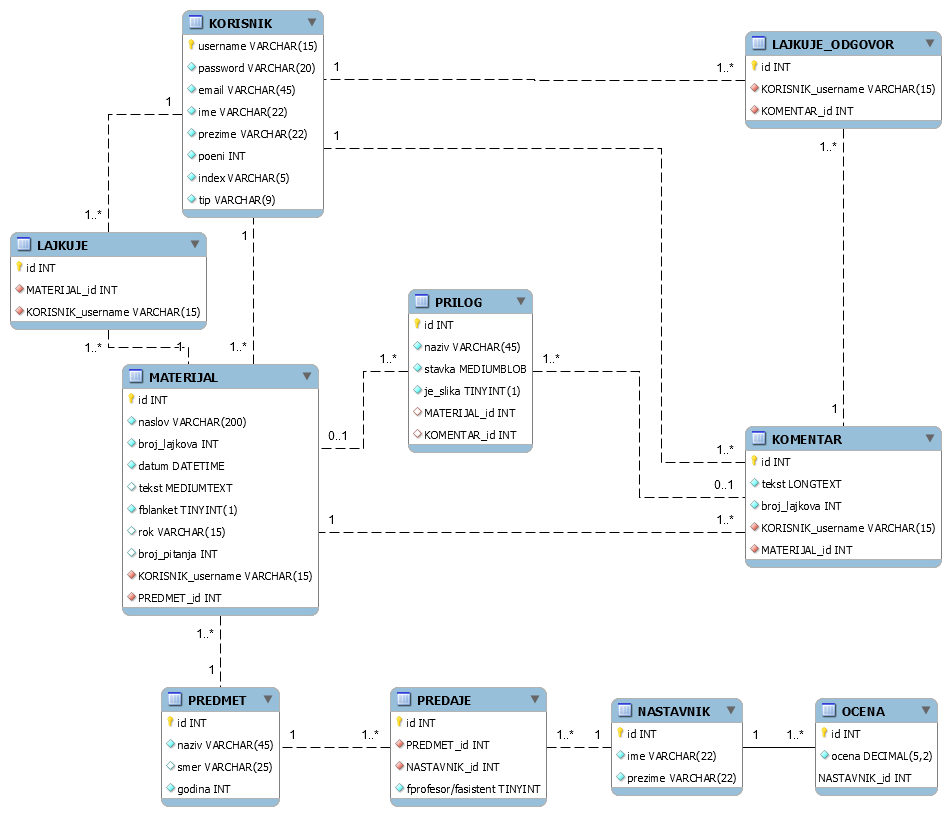 KORISNIK
username VARCHAR(15)
password VARCHAR(20)
email VARCHAR(45)
ime VARCHAR(22)
prezime VARCHAR(22)
poeni INT
index VARCHAR(5)
tip VARCHAR(9)
LAJKUJE_ODGOVOR
id INT
KORISNIK_username VARCHAR(15)
KOMENTAR_id INT
1
1..*
1
1
1..*
1..*
1
LAJKUJE
id INT
MATERIJAL_id INT
KORISNIK_username VARCHAR(15)
1..*
1
1..*
PRILOG
id INT
naziv VARCHAR(45)
stavka MEDIUMBLOB
je_slika TINYINT(1)
MATERIJAL_id INT
KOMENTAR_id INT
1..*
1..*
0..1
MATERIJAL
id INT
naslov VARCHAR(200)
broj_lajkova INT
datum DATETIME
tekst MEDIUMTEXT
fblanket TINYINT(1)
rok VARCHAR(15)
broj_pitanja INT
KORISNIK_username VARCHAR(15)
PREDMET_id INT
1
1..*
0..1
1..*
1
KOMENTAR
id INT
tekst LONGTEXT
broj_lajkova INT
KORISNIK_username VARCHAR(15)
MATERIJAL_id INT
1..*
1
PREDMET
id INT
naziv VARCHAR(45)
smer VARCHAR(25)
godina INT
1
1..*
PREDAJE
id INT
PREDMET_id INT
NASTAVNIK_id INT
fprofesor/fasistent TINYINT
1..*
1
NASTAVNIK
id INT
ime VARCHAR(22)
prezime VARCHAR(22)
1
1..*
OCENA
id INT
ocena DECIMAL(5,2)
NASTAVNIK_id INT